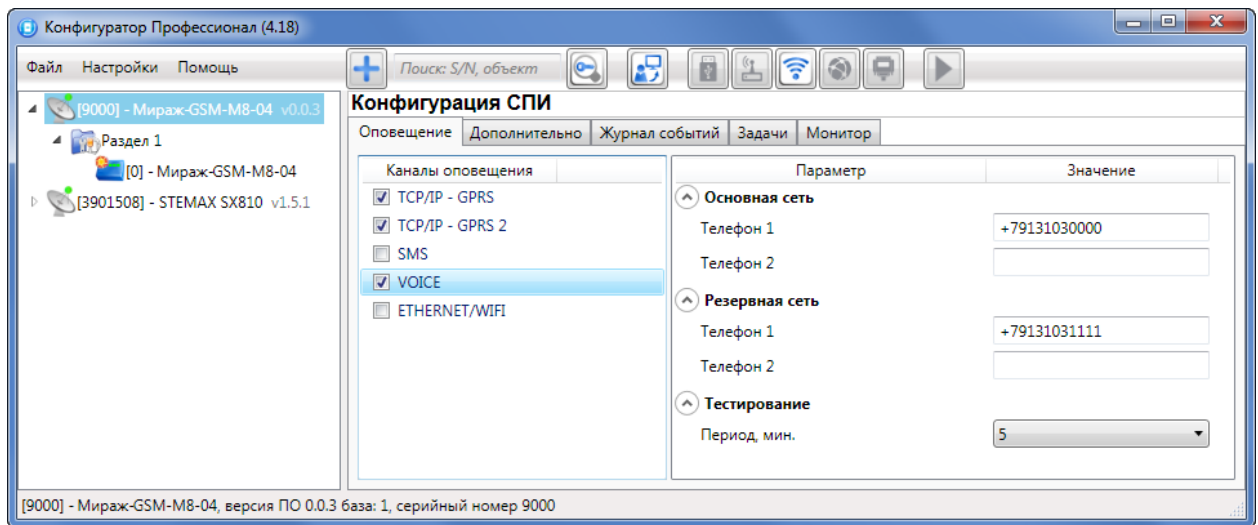 Конфигуратор Профессионал (4.18)
Файл Настройки Помощь Поиск: S/N, объект
[9000] - Мираж-GSM-M8-04 v0.0.3
Раздел 1
[0] - Мираж-GSM-M8-04
[3901508] - STEMAX SX810 v1.5.1
Конфигурация СПИ
Оповещение Дополнительно Журнал событий Задачи Монитор
Каналы оповещения
TCP/IP - GPRS
TCP/IP - GPRS 2
SMS
VOICE
ETHERNET/WIFI
Параметр Значение
Основная сеть
Телефон 1 +79131030000
Телефон 2
Резервная сеть
Телефон 1 +79131031111
Телефон 2
Тестирование
Период, мин. 5
[9000] - Мираж-GSM-M8-04, версия ПО 0.0.3 база: 1, серийный номер 9000